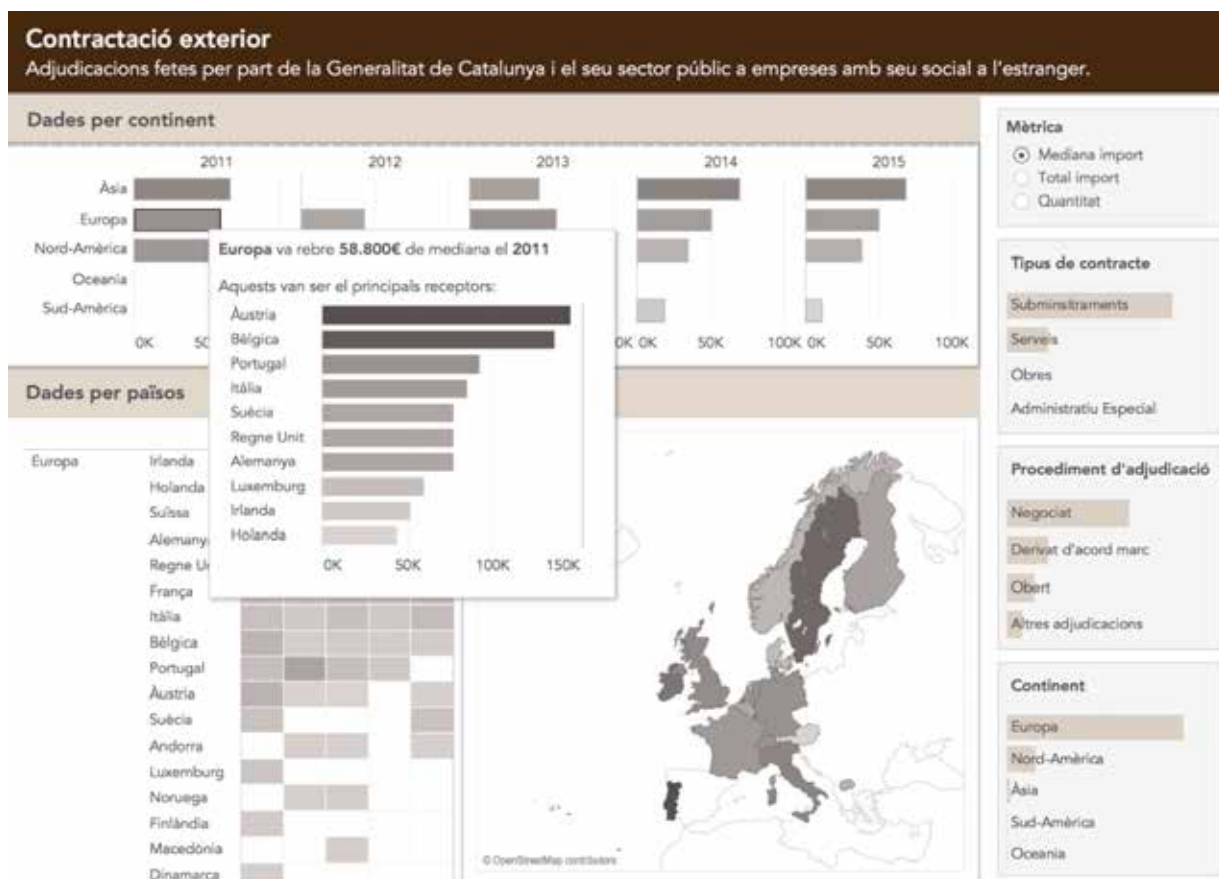 Contractació exterior
Adjudicacions fetes per part de la Generalitat de Catalunya i el seu sector públic a empreses amb seu social a l'estranger.
Dades per continent
2011 2012 2013 2014 2015
Àsia
Europa
Nord-Amèrica
Oceania
Sud-Amèrica
0K 50 0K 0K 50K 100K 0K 50K 100K
Europa va rebre 58.800€ de mediana el 2011
Aquests van ser el principals receptors:
Àustria
Bèlgica
Portugal
Itàlia
Suècia
Regne Unit
Alemanya
Luxemburg
Irlanda
Holanda
0K 50K 100K 150K
Dades per països
Europa Irlanda
Holanda
Suïssa
Alemany
Regne U
França
Itàlia
Bèlgica
Portugal
Àustria
Suècia
Andorra
Luxemburg
Noruega
Finlàndia
Macedònia
Dinamarca
© OpenStreetMap contributors
Mètrica
Mediana import
Total import
Quantitat
Tipus de contracte
Subministraments
Serveis
Obres
Administratiu Especial
Procediment d'adjudicació
Negociat
Derivat d'acord marc
Obert
Altres adjudicacions
Continent
Europa
Nord-Amèrica
Àsia
Sud-Amèrica
Oceania